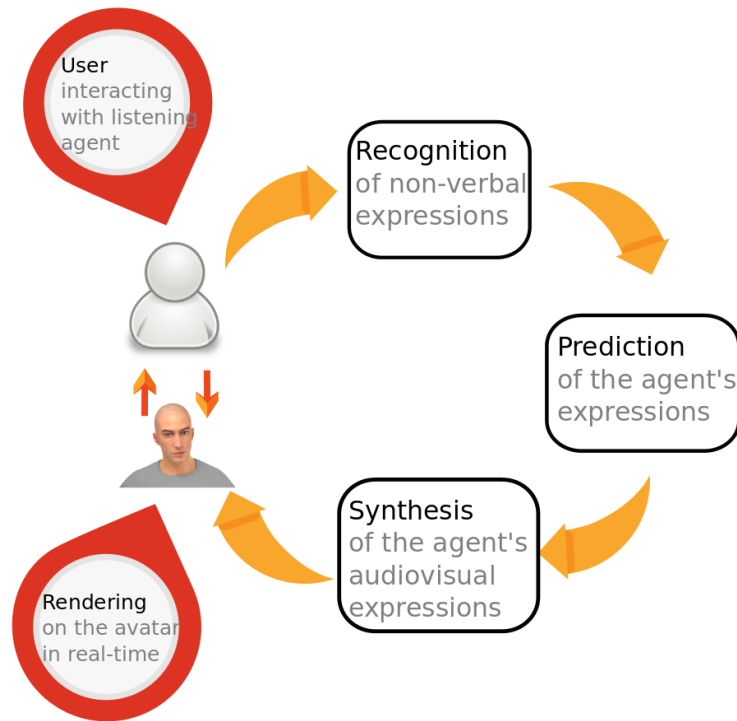 User
interacting
with listening
agent
Recognition
of non-verbal
expressions
Prediction
of the agent's
expressions
Synthesis
of the agent's
audiovisual
expressions
Rendering
on the avatar
in real-time